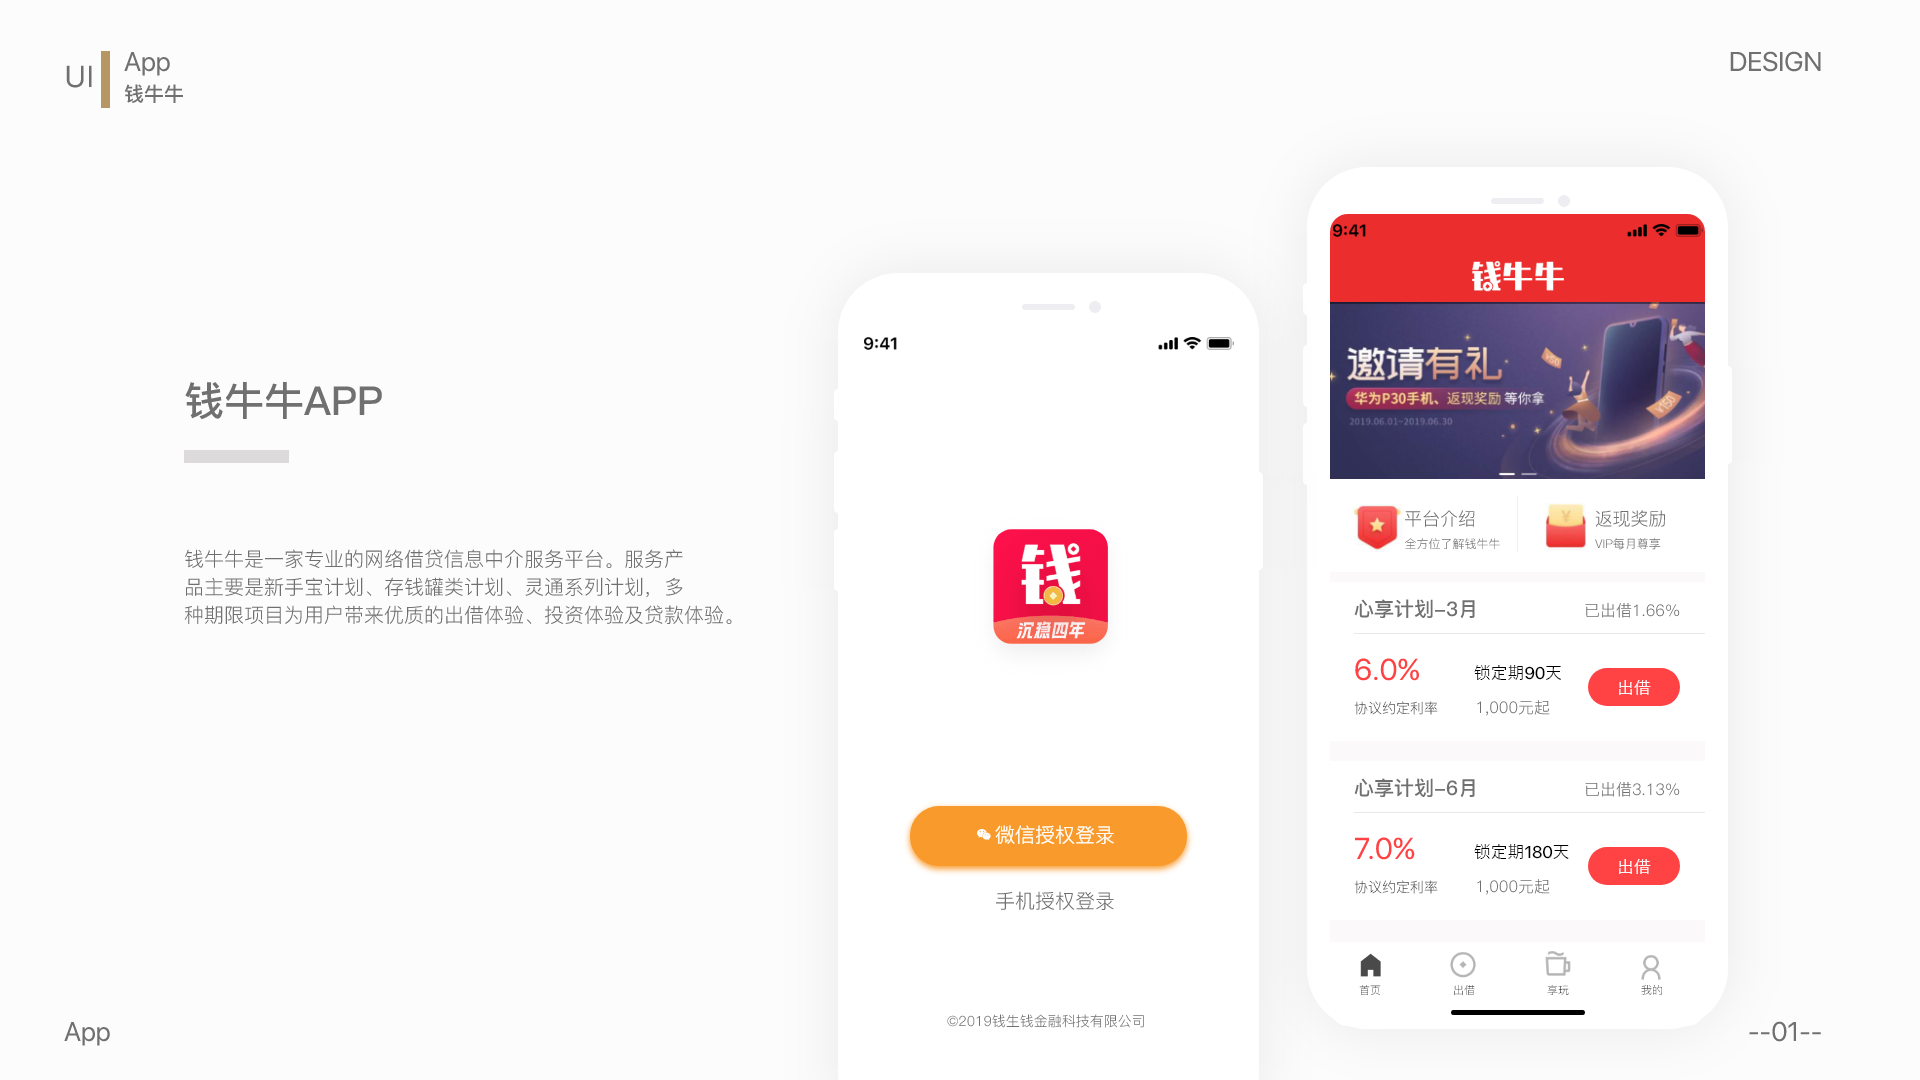 UI
App
钱牛牛
DESIGN
钱牛牛APP
钱牛牛是一家专业的网络借贷信息中介服务平台。服务产
品主要是新手宝计划、存钱罐类计划、灵通系列计划，多
种期限项目为用户带来优质的出借体验、投资体验及贷款体验。
9:41
钱
沉稳四年
微信授权登录
手机授权登录
©2019钱生钱金融科技有限公司
9:41
钱牛牛
邀请有礼
华为P30手机、返现奖励 等你拿
2019.06.01-2019.06.30
¥50
¥150
平台介绍
全方位了解钱牛牛
返现奖励
VIP每月尊享
心享计划-3月
已出借1.66%
6.0%
锁定期90天
出借
协议约定利率
1,000元起
心享计划-6月
已出借3.13%
7.0%
锁定期180天
出借
协议约定利率
1,000元起
首页
出借
享玩
我的
App
--01--